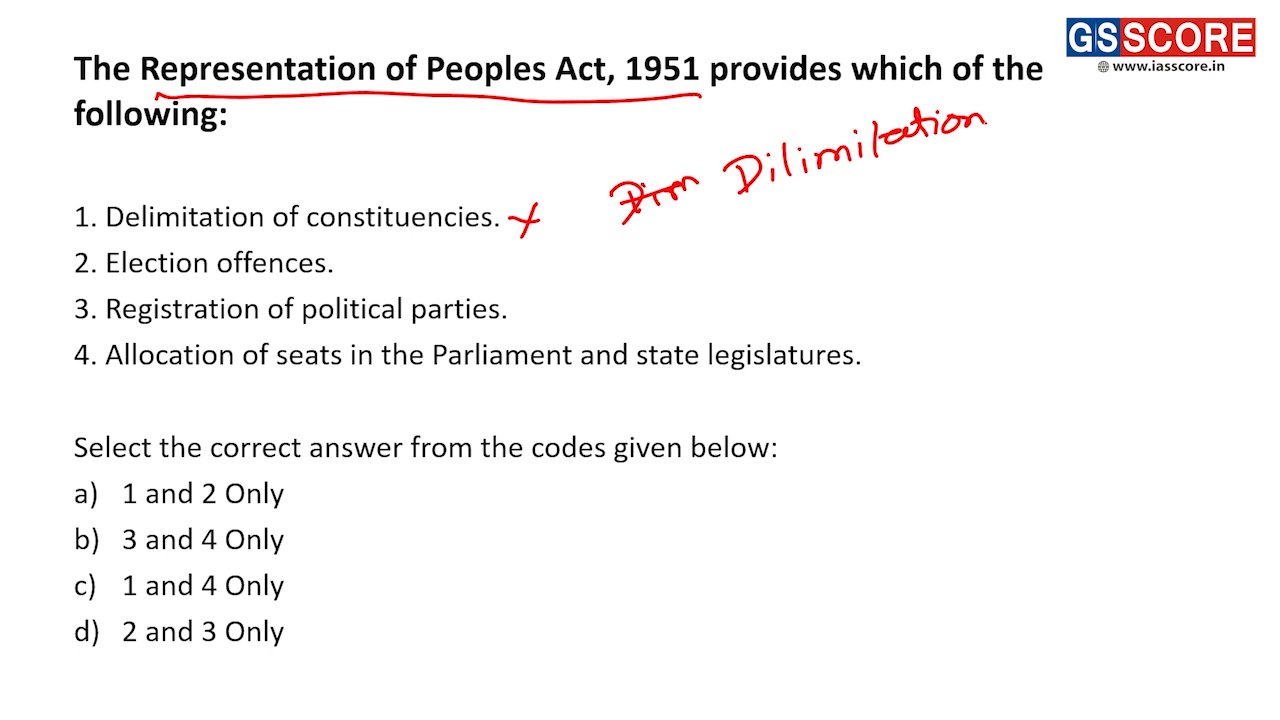 GSSCORE
www.iasscore.in
The Representation of Peoples Act, 1951 provides which of the
following:
Dilimitation
1. Delimitation of constituencies. x
2. Election offences.
3. Registration of political parties.
4. Allocation of seats in the Parliament and state legislatures.
Select the correct answer from the codes given below:
a) 1 and 2 Only
b) 3 and 4 Only
c) 1 and 4 Only
d) 2 and 3 Only